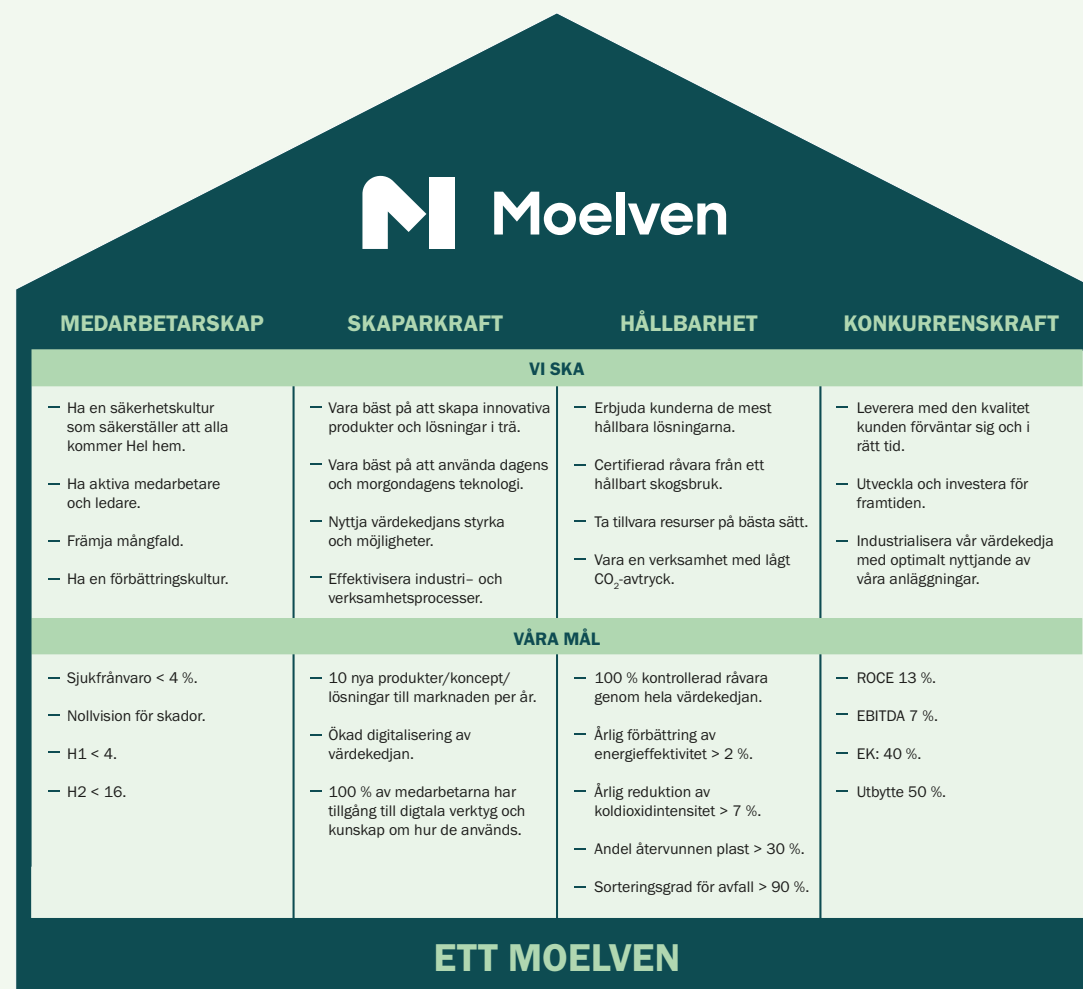 Moelven
MEDARBETARSKAP
SKAPARKRAFT
HÅLLBARHET
KONKURRENSKRAFT
VI SKA
— Ha en säkerhetskultur
som säkerställer att alla
kommer Hel hem.
— Ha aktiva medarbetare
och ledare.
— Främja mångfald.
— Ha en förbättringskultur.
— Vara bäst på att skapa innovativa
produkter och lösningar i trä.
— Vara bäst på att använda dagens
och morgondagens teknologi.
— Nyttja värdekedjans styrka
och möjligheter.
— Effektivisera industri– och
verksamhetsprocesser.
— Erbjuda kunderna de mest
hållbara lösningarna.
— Certifierad råvara från ett
hållbart skogsbruk.
— Ta tillvara resurser på bästa sätt.
— Vara en verksamhet med lågt
CO₂-avtryck.
— Leverera med den kvalitet
kunden förväntar sig och i
rätt tid.
— Utveckla och investera för
framtiden.
— Industrialisera vår värdekedja
med optimalt nyttjande av
våra anläggningar.
VÅRA MÅL
— Sjukfrånvaro < 4 %.
— Nollvision för skador.
— H1 < 4.
— H2 < 16.
— 10 nya produkter/koncept/
lösningar till marknaden per år.
— Ökad digitalisering av
värdekedjan.
— 100 % av medarbetarna har
tillgång till digtala verktyg och
kunskap om hur de används.
— 100 % kontrollerad råvara
genom hela värdekedjan.
— Årlig förbättring av
energieffektivitet > 2 %.
— Årlig reduktion av
koldioxidintensitet > 7 %.
— Andel återvunnen plast > 30 %.
— Sorteringsgrad för avfall > 90 %.
— ROCE 13 %.
— EBITDA 7 %.
— EK: 40 %.
— Utbytte 50 %.
ETT MOELVEN